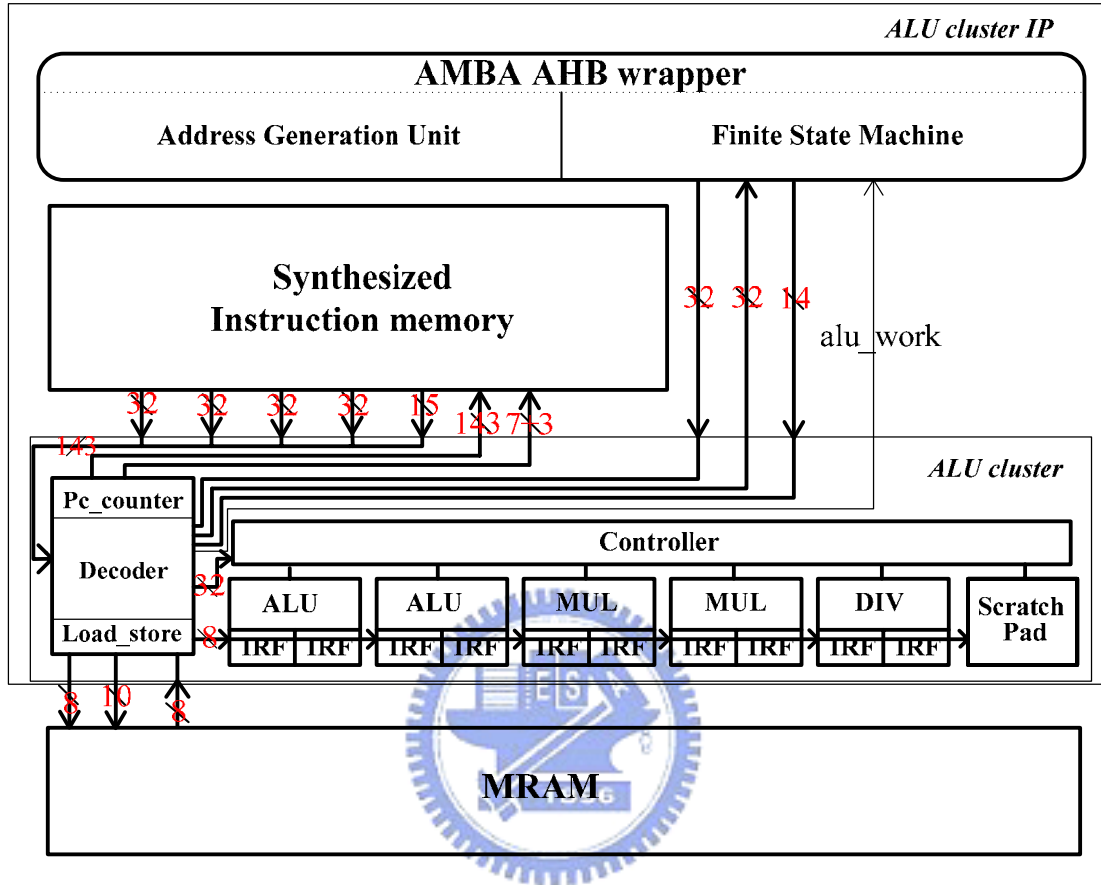 ALU cluster IP
AMBA AHB wrapper
Address Generation Unit
Finite State Machine
Synthesized
Instruction memory
32
32
14
alu_work
32
32
32
32
15
143
7+3
143
ALU cluster
Pc_counter
Decoder
Load_store
Controller
32
8
ALU
ALU
MUL
MUL
DIV
Scratch
Pad
IRF
IRF
IRF
IRF
IRF
IRF
IRF
IRF
IRF
IRF
8
10
8
E S
MRAM
1896